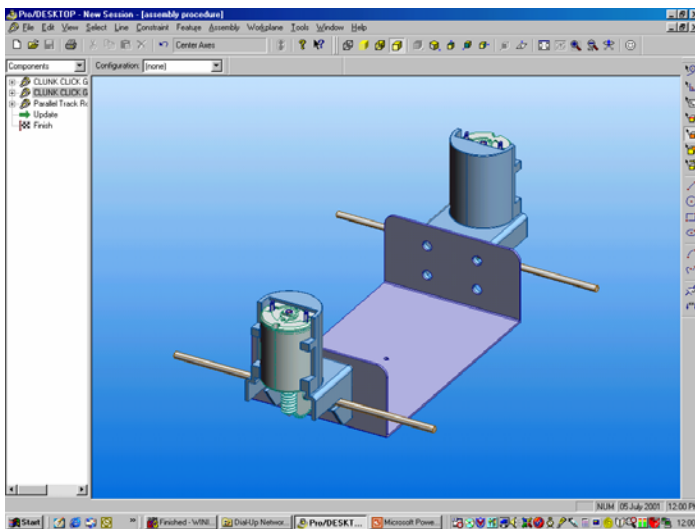 Pro/DESKTOP - New Session - [assembly procedure]
File Edit View Select Line Constraint Feature Assembly Workplane Tools Window Help
Center Axes
Components
Configuration: (none)
CLUNK CLICK G
CLUNK CLICK G
Parallel Track Ro
Update
Finish
NUM 05 July 2001 12:00 PM
Start
Finished - WINI...
Dial-Up Networ...
Pro/DESKT...
Microsoft Powe...